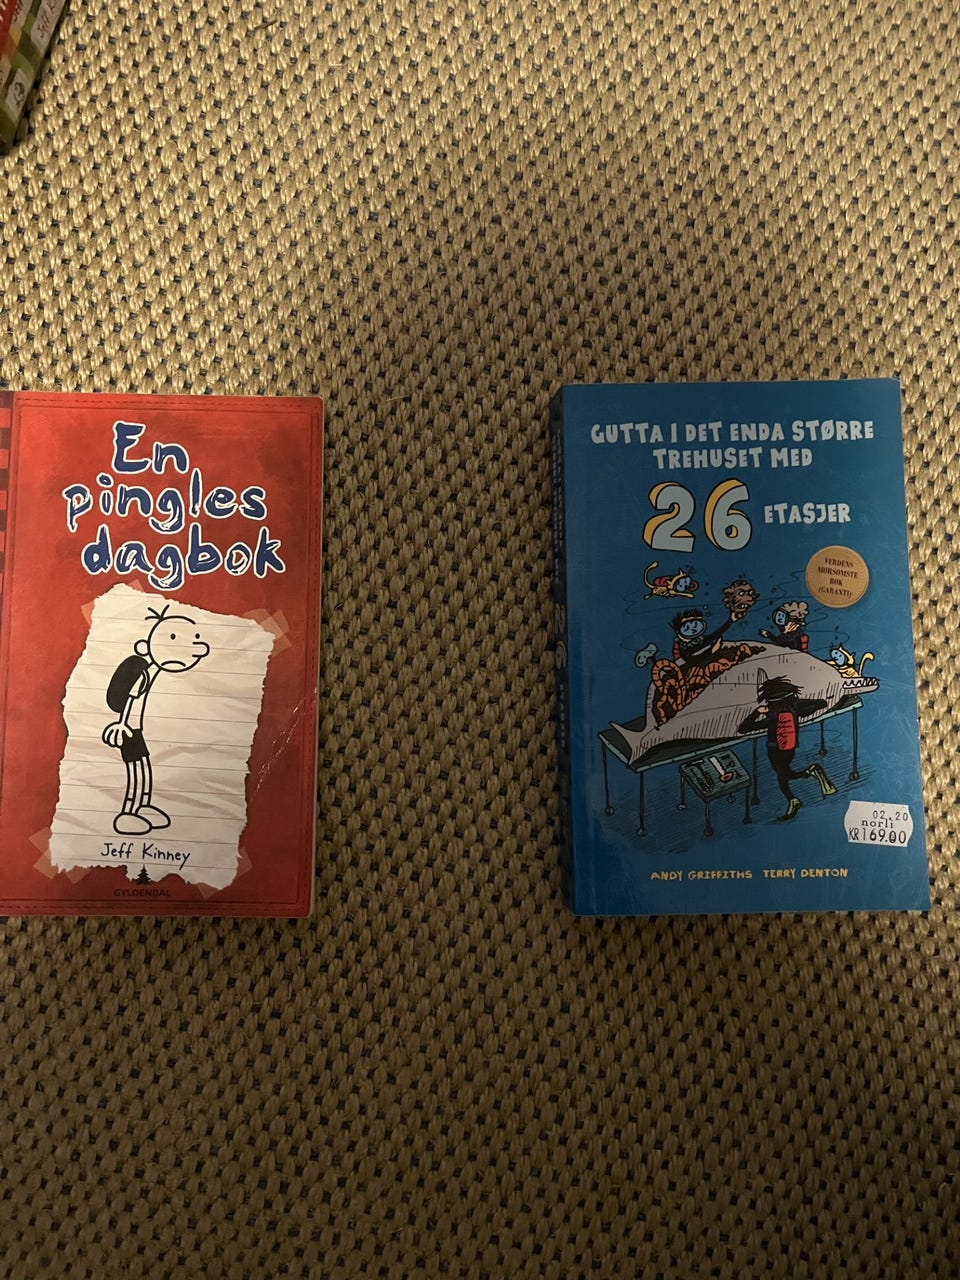 En
pingles
dagbok
Jeff Kinney
GYLDENDAL
GUTTA I DET ENDA STØRRE
TREHUSET MED
26 ETASJER
VERDENS
MORSOMSTE
BOK
(GARANTI)
02.20
norli
KR169.00
ANDY GRIFFITHS TERRY DENTON